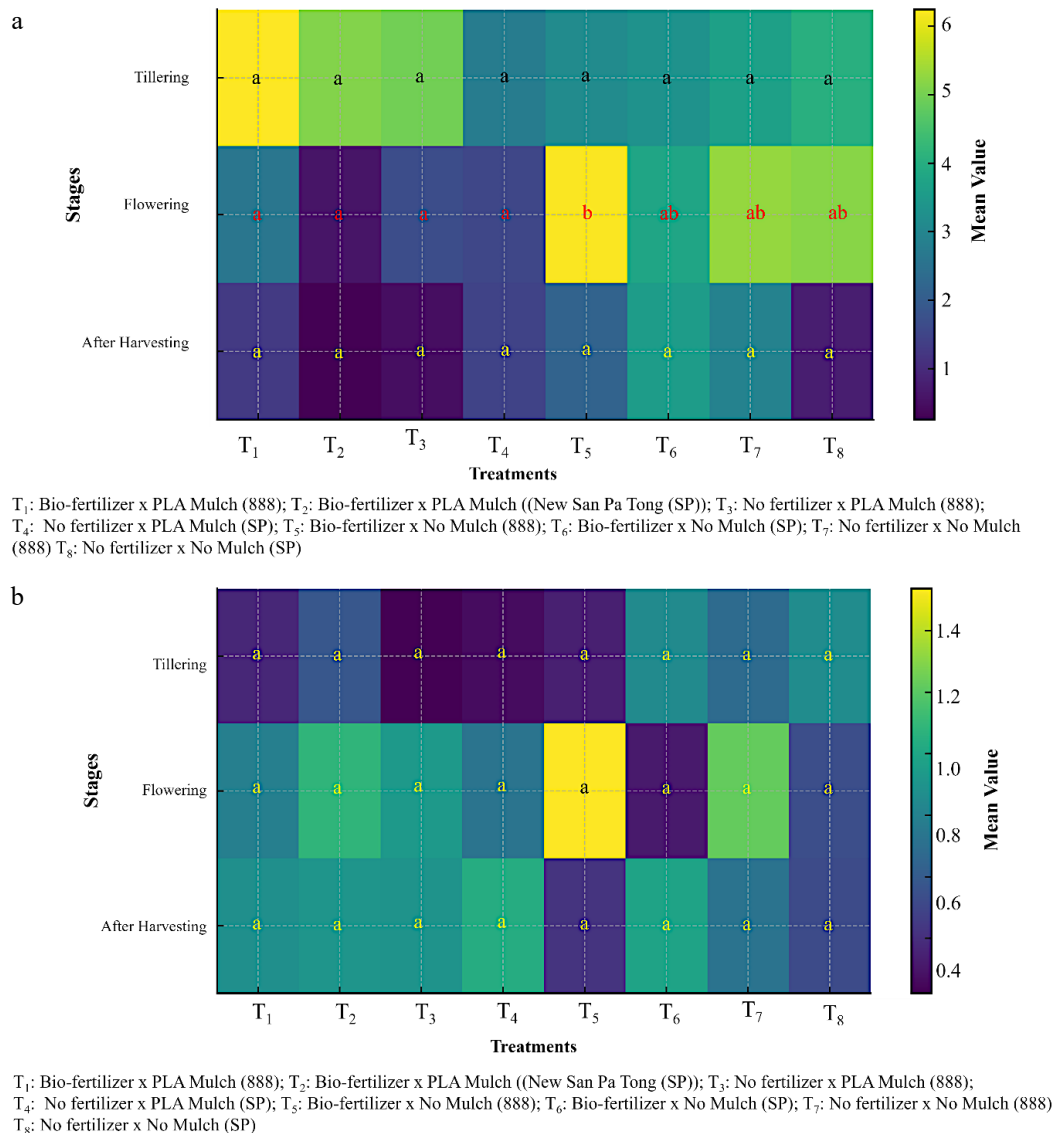 a
6
Tillering
a a a a a a a a
5
4
Flowering
a a a a b ab ab ab
3
2
After Harvesting
a a a a a a a a
1
Stages
Mean Value
T₁ T₂ T₃ T₄ T₅ T₆ T₇ T₈
Treatments
T₁: Bio-fertilizer x PLA Mulch (888); T₂: Bio-fertilizer x PLA Mulch ((New San Pa Tong (SP)); T₃: No fertilizer x PLA Mulch (888);
T₄: No fertilizer x PLA Mulch (SP); T₅: Bio-fertilizer x No Mulch (888); T₆: Bio-fertilizer x No Mulch (SP); T₇: No fertilizer x No Mulch
(888) T₈: No fertilizer x No Mulch (SP)
b
1.4
Tillering
a a a a a a a a
1.2
1.0
Flowering
a a a a a a a a
0.8
0.6
After Harvesting
a a a a a a a a
0.4
Stages
Mean Value
T₁ T₂ T₃ T₄ T₅ T₆ T₇ T₈
Treatments
T₁: Bio-fertilizer x PLA Mulch (888); T₂: Bio-fertilizer x PLA Mulch ((New San Pa Tong (SP)); T₃: No fertilizer x PLA Mulch (888);
T₄: No fertilizer x PLA Mulch (SP); T₅: Bio-fertilizer x No Mulch (888); T₆: Bio-fertilizer x No Mulch (SP); T₇: No fertilizer x No Mulch (888)
T₈: No fertilizer x No Mulch (SP)